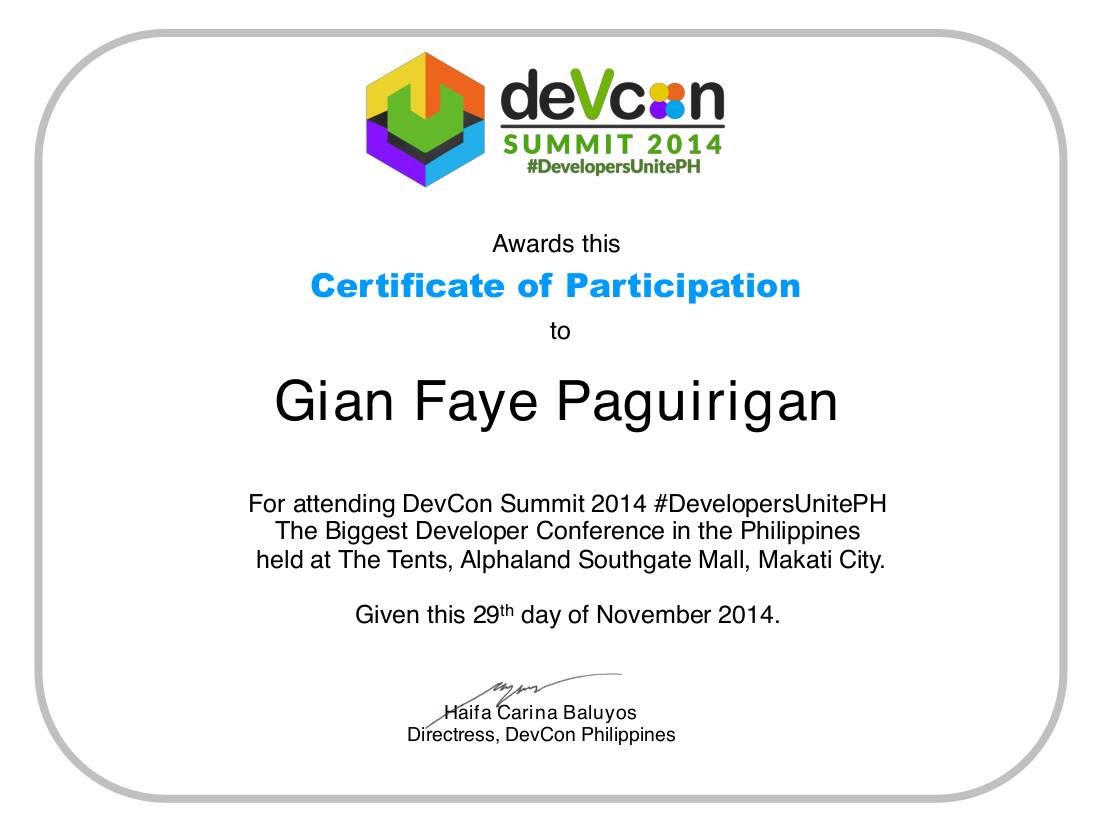 deVcon
SUMMIT 2014
#DevelopersUnitePH
Awards this
Certificate of Participation
to
Gian Faye Paguirigan
For attending DevCon Summit 2014 #DevelopersUnitePH
The Biggest Developer Conference in the Philippines
held at The Tents, Alphaland Southgate Mall, Makati City.
Given this 29th day of November 2014.
Haifa Carina Baluyos
Directress, DevCon Philippines